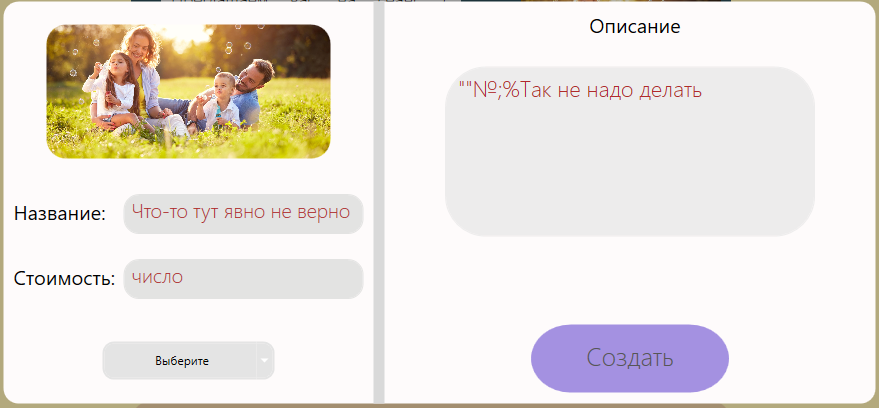 Название:
Что-то тут явно не верно
Стоимость:
число
Выберите
Описание
""№;%Так не надо делать
Создать